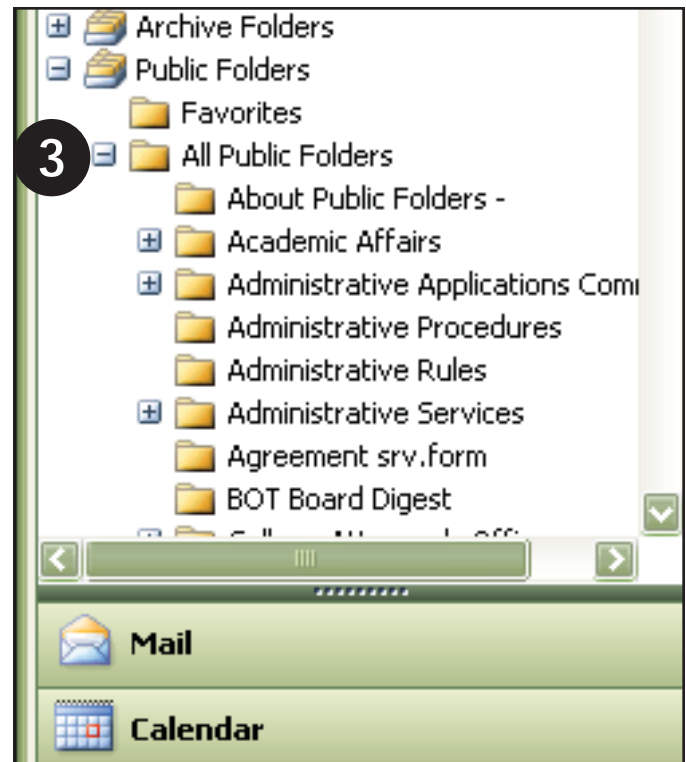 Archive Folders
Public Folders
Favorites
3 All Public Folders
About Public Folders -
Academic Affairs
Administrative Applications
Administrative Procedures
Administrative Rules
Administrative Services
Agreement srv.form
BOT Board Digest
Mail
Calendar